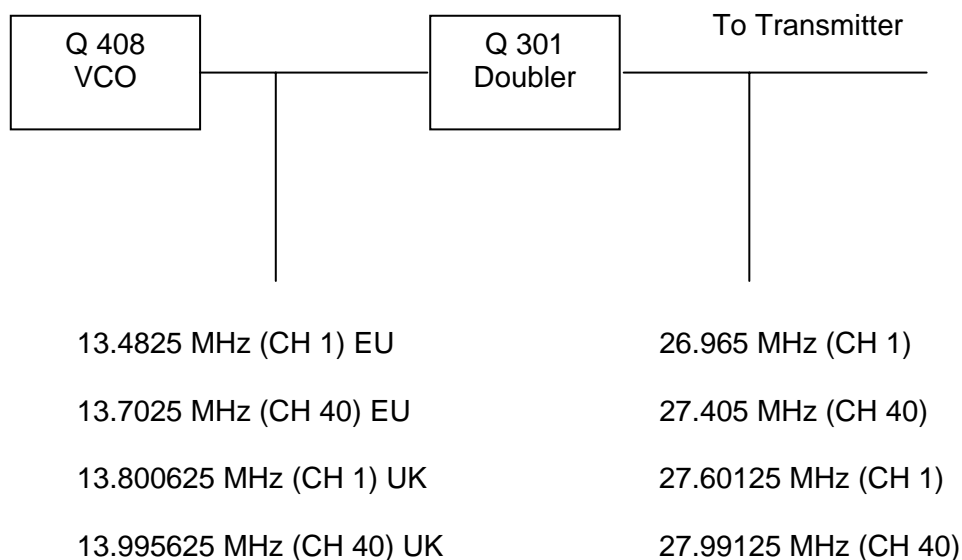 Q 408
VCO
Q 301
Doubler
To Transmitter
13.4825 MHz (CH 1) EU
26.965 MHz (CH 1)
13.7025 MHz (CH 40) EU
27.405 MHz (CH 40)
13.800625 MHz (CH 1) UK
27.60125 MHz (CH 1)
13.995625 MHz (CH 40) UK
27.99125 MHz (CH 40)